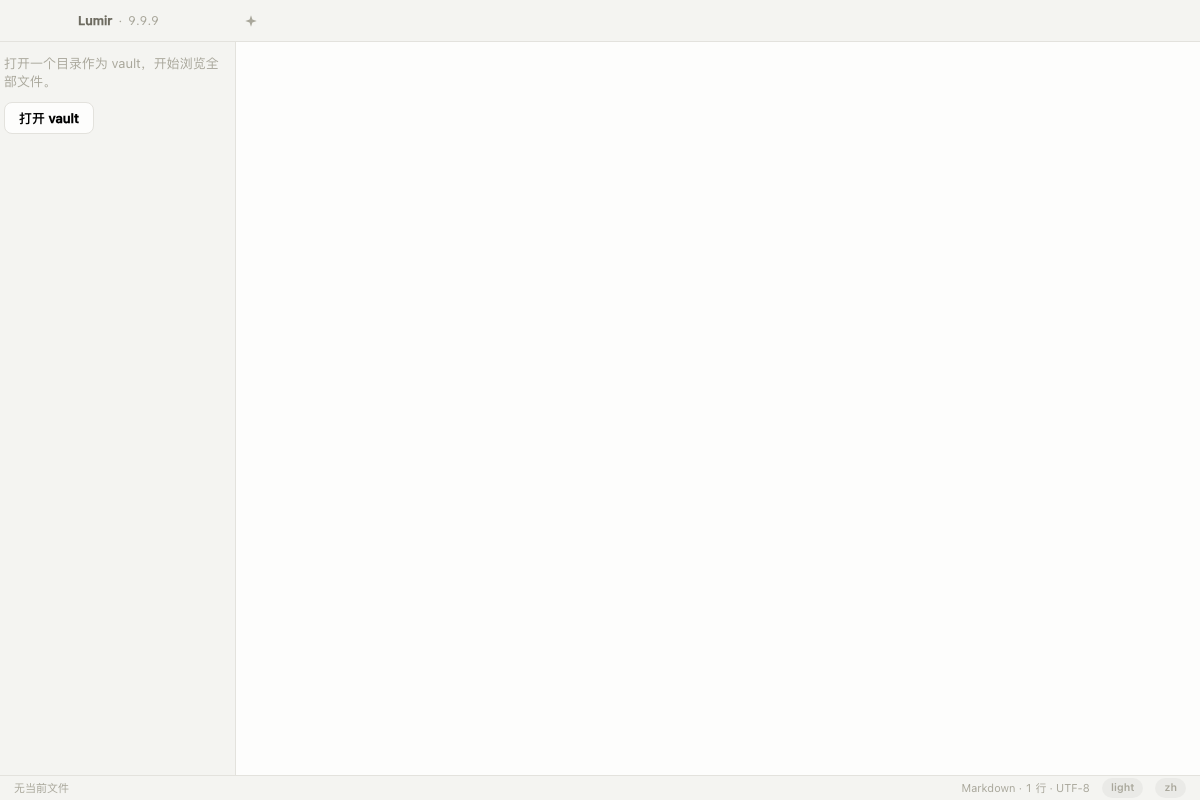 Lumir · 9.9.9
打开一个目录作为 vault，开始浏览全
部文件。
打开 vault
无当前文件
Markdown · 1 行 · UTF-8
light
zh